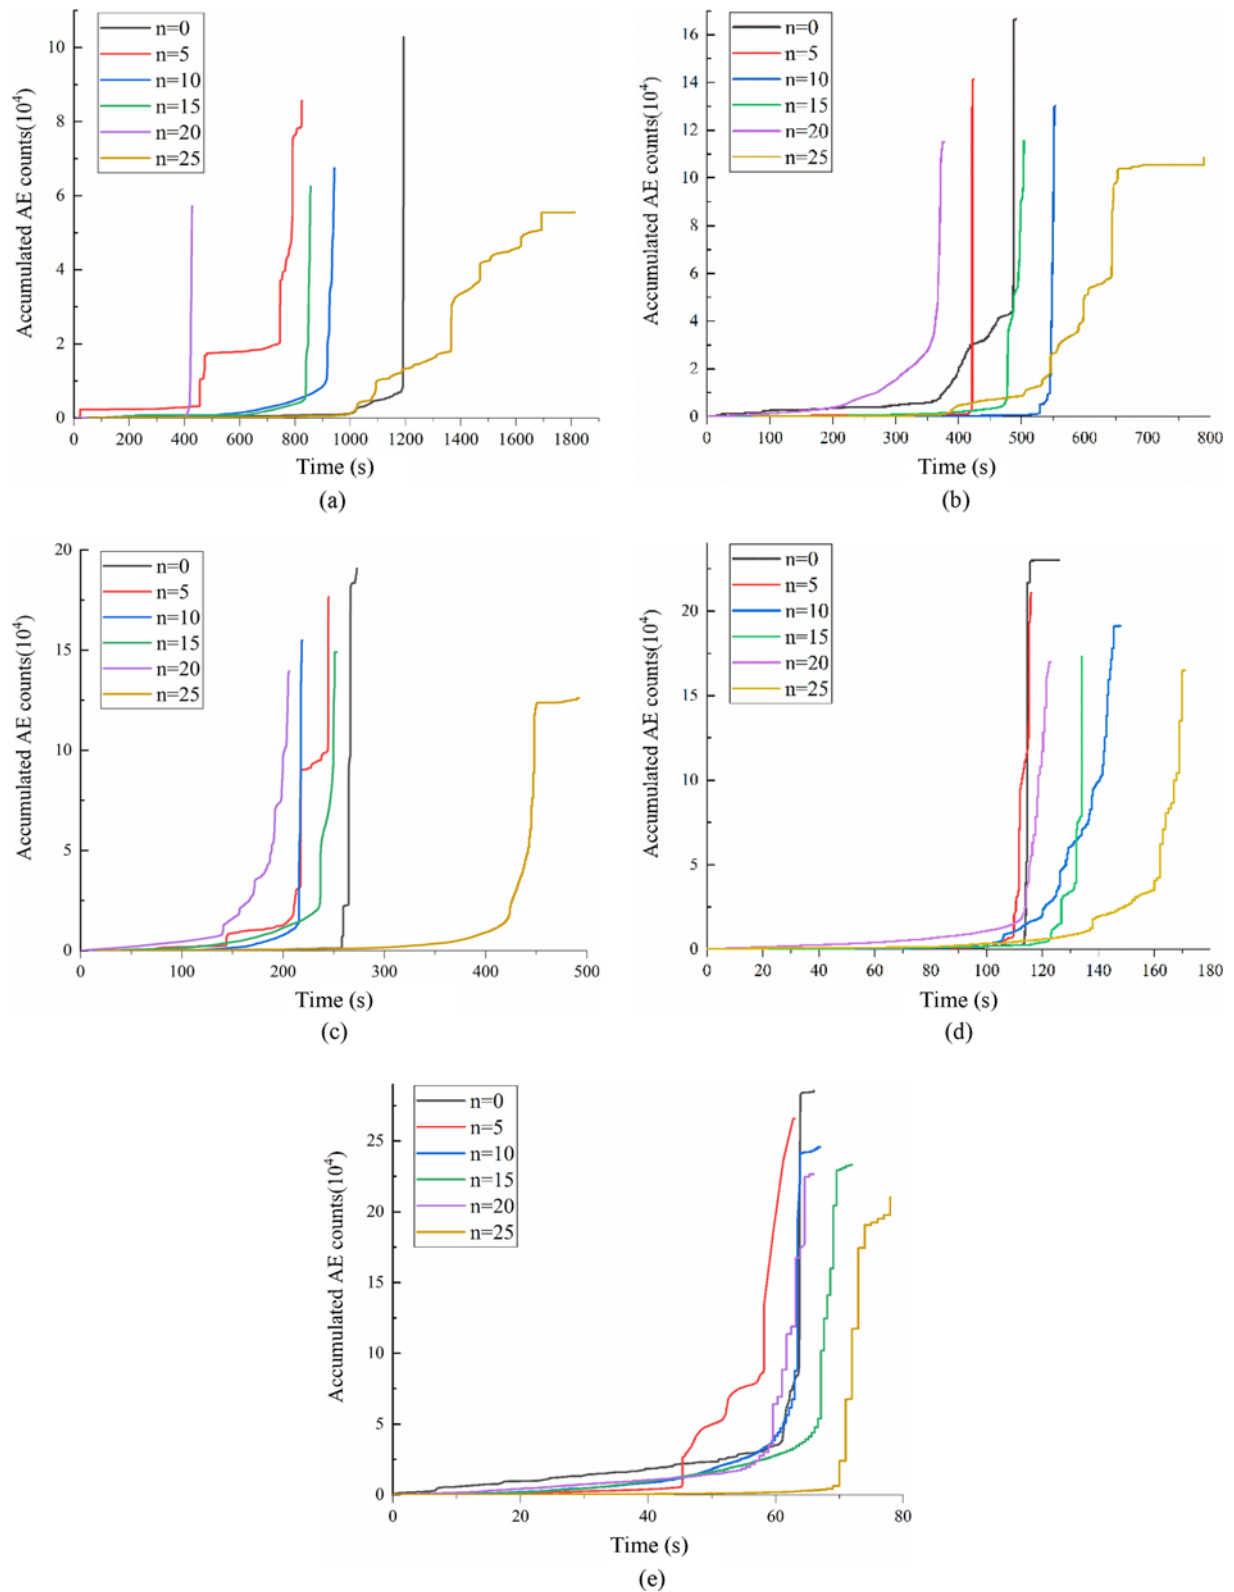 n=0
n=5
n=10
n=15
n=20
n=25
Accumulated AE counts(10⁴)
10
8
6
4
2
0
0 200 400 600 800 1000 1200 1400 1600 1800
Time (s)
(a)
n=0
n=5
n=10
n=15
n=20
n=25
Accumulated AE counts(10⁴)
16
14
12
10
8
6
4
2
0
0 100 200 300 400 500 600 700 800
Time (s)
(b)
n=0
n=5
n=10
n=15
n=20
n=25
Accumulated AE counts(10⁴)
20
15
10
5
0
0 100 200 300 400 500
Time (s)
(c)
n=0
n=5
n=10
n=15
n=20
n=25
Accumulated AE counts(10⁴)
20
15
10
5
0
0 20 40 60 80 100 120 140 160 180
Time (s)
(d)
n=0
n=5
n=10
n=15
n=20
n=25
Accumulated AE counts(10⁴)
25
20
15
10
5
0
0 20 40 60 80
Time (s)
(e)